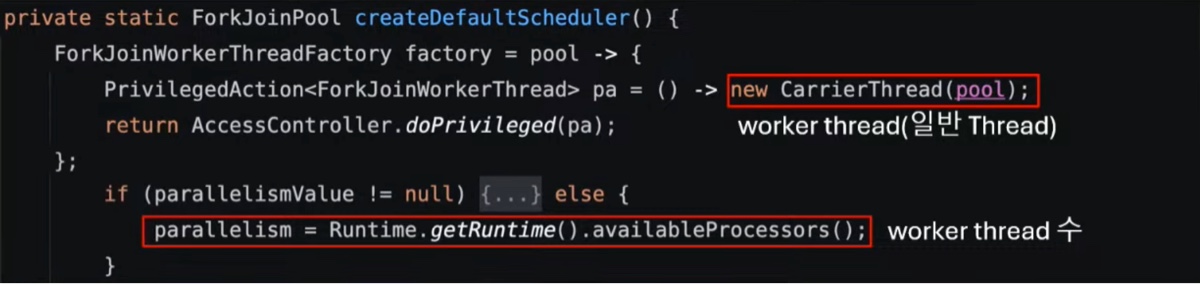 private static ForkJoinPool createDefaultScheduler() {
ForkJoinWorkerThreadFactory factory = pool -> {
PrivilegedAction<ForkJoinWorkerThread> pa = () -> new CarrierThread(pool);
return AccessController.doPrivileged(pa); worker thread(일반 Thread)
};
if (parallelismValue != null) {...} else {
parallelism = Runtime.getRuntime().availableProcessors(); worker thread 수
}